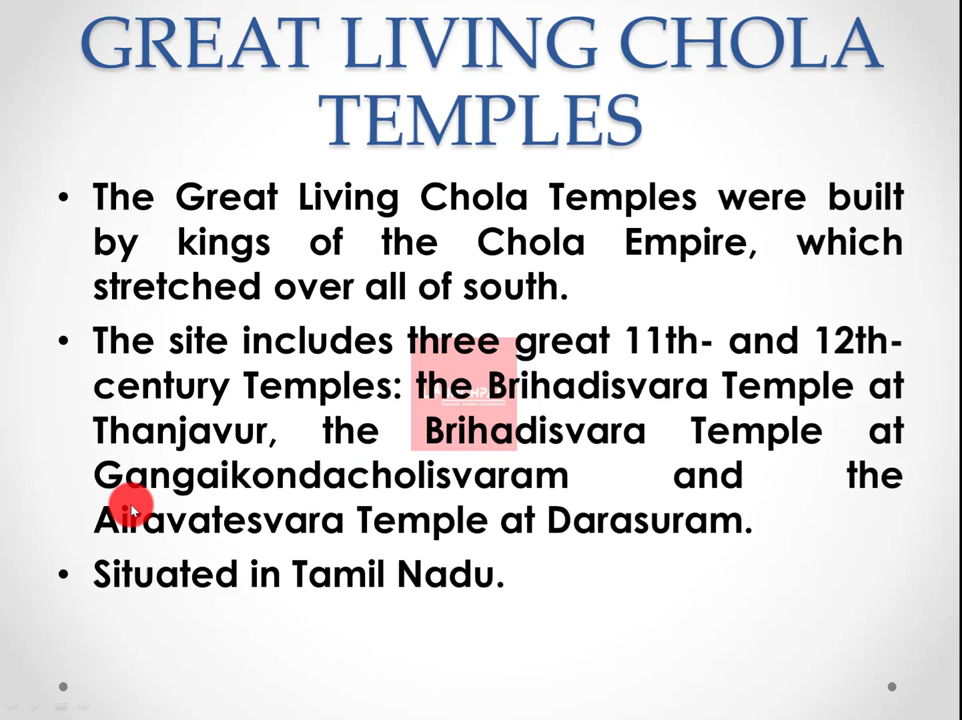 GREAT LIVING CHOLA
TEMPLES
• The Great Living Chola Temples were built
by kings of the Chola Empire, which
stretched over all of south.
• The site includes three great 11th- and 12th-
century Temples: the Brihadisvara Temple at
Thanjavur, the Brihadisvara Temple at
Gangaikondacholisvaram and the
Airavatesvara Temple at Darasuram.
• Situated in Tamil Nadu.